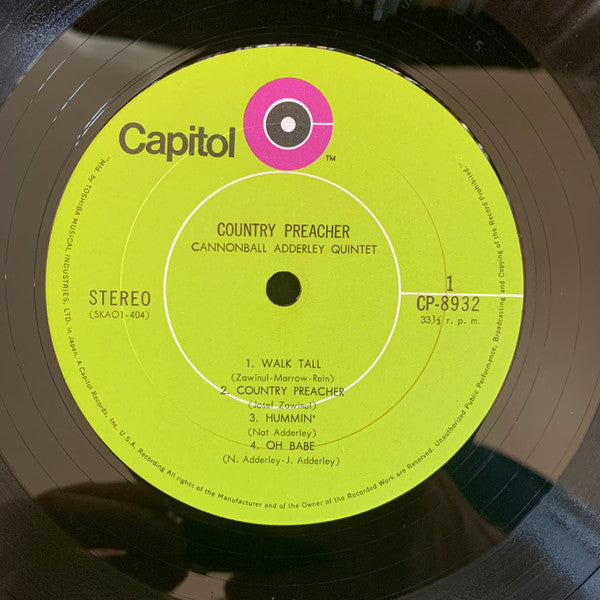 Capitol
TM
COUNTRY PREACHER
CANNONBALL ADDERLEY QUINTET
STEREO
(SKAO1-404)
1
CP-8932
33⅓ r. p. m.
1. WALK TALL
(Zawinul-Marrow-Rein)
2. COUNTRY PREACHER
(Josef Zawinul)
3. HUMMIN'
(Nat Adderley)
4. OH BABE
(N. Adderley-J. Adderley)
"Mfd. by TOSHIBA MUSICAL INDUSTRIES, LTD. in Japan. A Capitol Records, Inc. U S A. Recording All rights of the Manufacturer and of the Owner of the Recorded Work are Reserved. Unauthorized Public Performance, Broadcasting and Copying of the Record Prohibited."